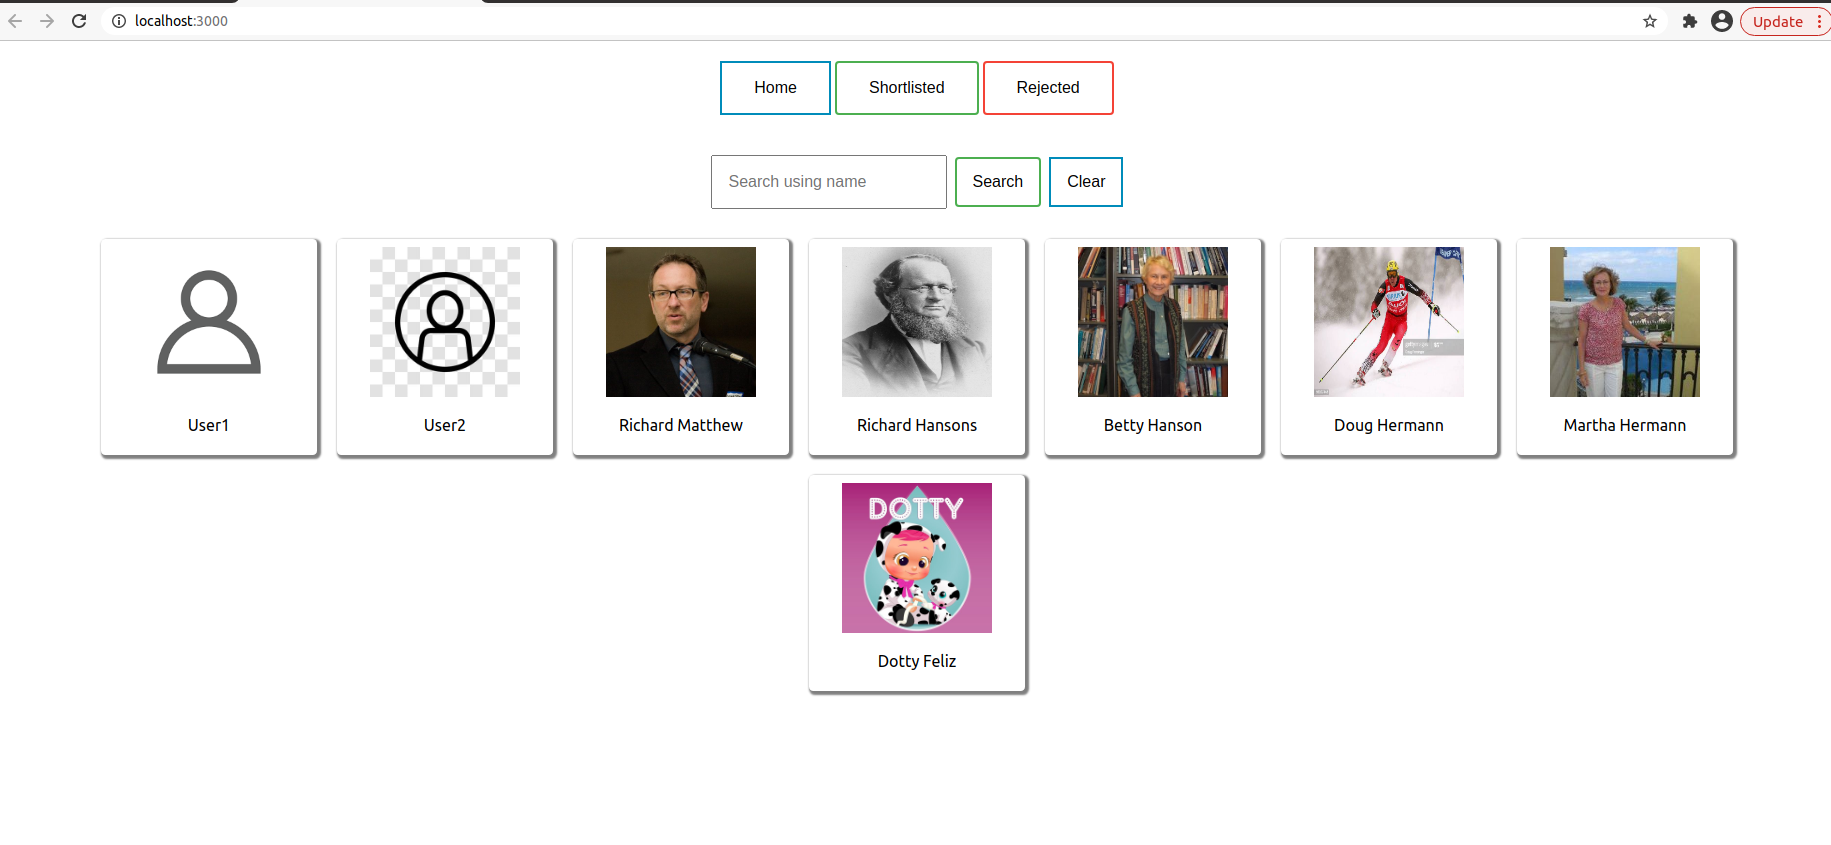 localhost:3000
Update
Home
Shortlisted
Rejected
Search using name
Search
Clear
User1
User2
Richard Matthew
Richard Hansons
Betty Hanson
Doug Hermann
Martha Hermann
DOTTY
Dotty Feliz